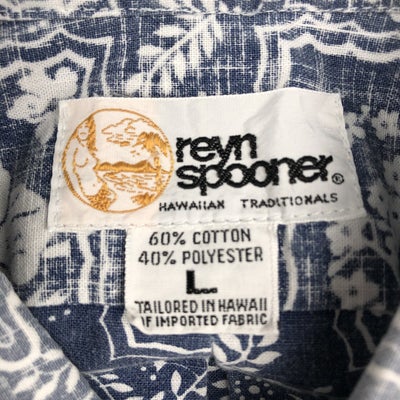 reyn
spooner®
HAWAIIAN TRADITIONALS
60% COTTON
40% POLYESTER
L
TAILORED IN HAWAII
OF IMPORTED FABRIC